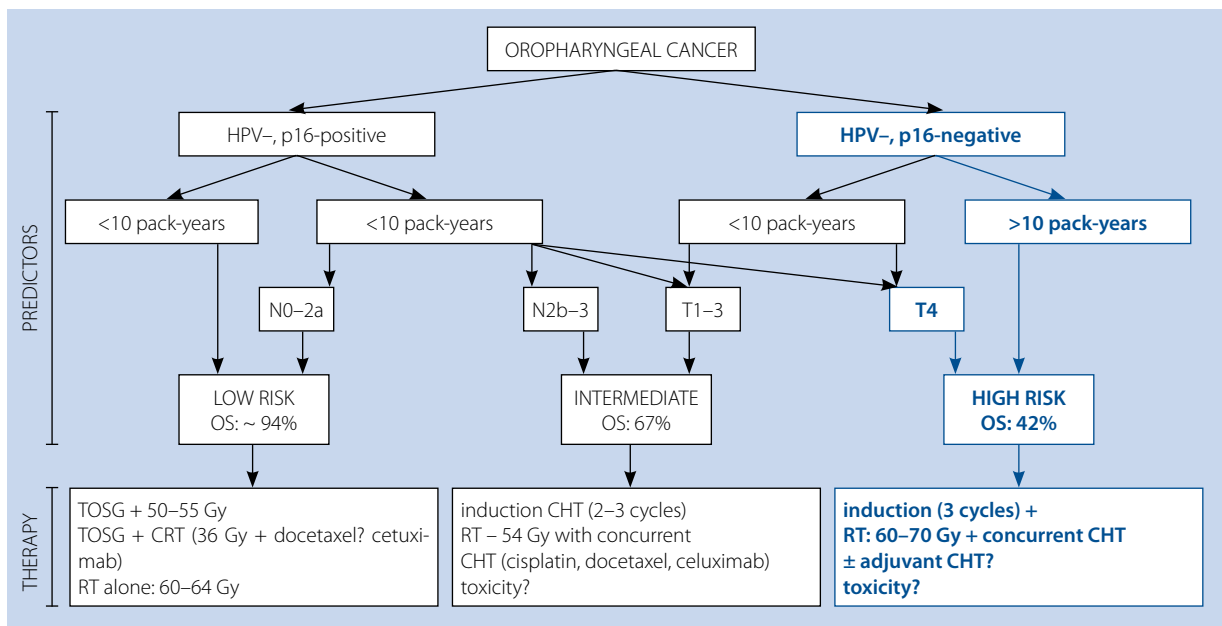 OROPHARYNGEAL CANCER
PREDICTORS
HPV–, p16-positive
HPV–, p16-negative
<10 pack-years
<10 pack-years
<10 pack-years
>10 pack-years
N0–2a
N2b–3
T1–3
T4
LOW RISK
OS: ~ 94%
INTERMEDIATE
OS: 67%
HIGH RISK
OS: 42%
THERAPY
TOSG + 50–55 Gy
TOSG + CRT (36 Gy + docetaxel? cetuxi-
mab)
RT alone: 60–64 Gy
induction CHT (2–3 cycles)
RT – 54 Gy with concurrent
CHT (cisplatin, docetaxel, celuximab)
toxicity?
induction (3 cycles) +
RT: 60–70 Gy + concurrent CHT
± adjuvant CHT?
toxicity?